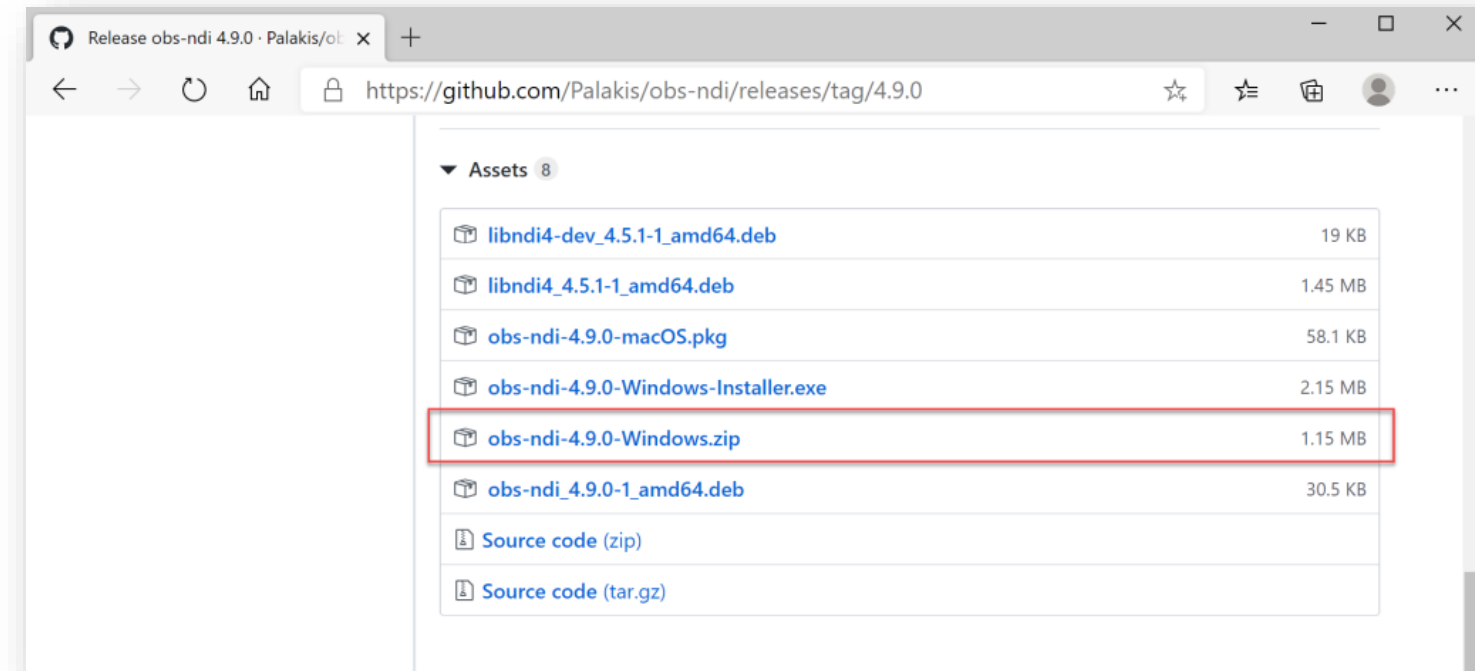 Release obs-ndi 4.9.0 · Palakis/ob
https://github.com/Palakis/obs-ndi/releases/tag/4.9.0
Assets 8
libndi4-dev_4.5.1-1_amd64.deb 19 KB
libndi4_4.5.1-1_amd64.deb 1.45 MB
obs-ndi-4.9.0-macOS.pkg 58.1 KB
obs-ndi-4.9.0-Windows-Installer.exe 2.15 MB
obs-ndi-4.9.0-Windows.zip 1.15 MB
obs-ndi_4.9.0-1_amd64.deb 30.5 KB
Source code (zip)
Source code (tar.gz)